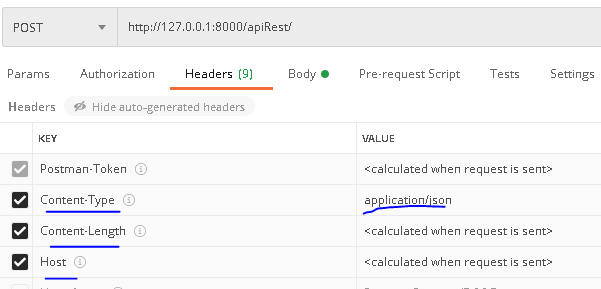 POST http://127.0.0.1:8000/apiRest/
Params Authorization Headers (9) Body Pre-request Script Tests Settings
Headers Hide auto-generated headers
KEY VALUE
Postman-Token <calculated when request is sent>
Content-Type application/json
Content-Length <calculated when request is sent>
Host <calculated when request is sent>